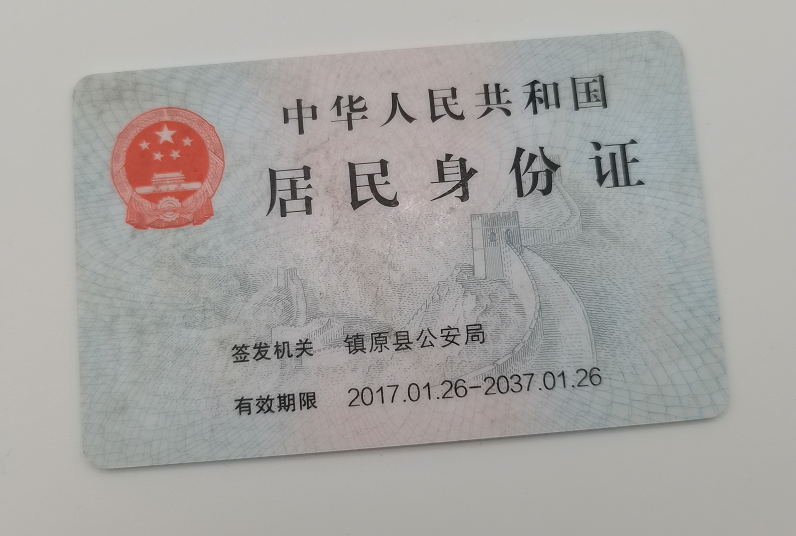 中华人民共和国
居民身份证
签发机关 镇原县公安局
有效期限 2017.01.26-2037.01.26